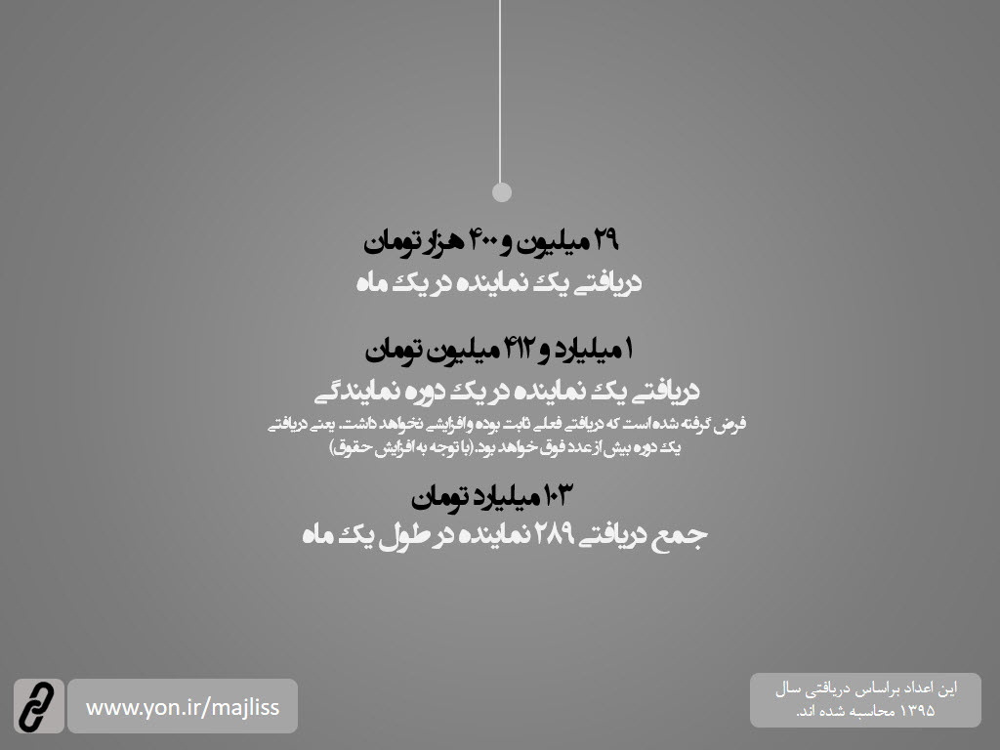 ۲۹ میلیون و ۴۰۰ هزار تومان
دریافتی یک نماینده در یک ماه
۱ میلیارد و ۴۱۲ میلیون تومان
دریافتی یک نماینده در یک دوره نمایندگی
فرض گرفته شده است که دریافتی فعلی ثابت بوده و افزایشی نخواهد داشت. یعنی دریافتی
یک دوره بیش از عدد فوق خواهد بود.(با توجه به افزایش حقوق)
۱۰۳ میلیارد تومان
جمع دریافتی ۲۸۹ نماینده در طول یک ماه
این اعداد براساس دریافتی سال
۱۳۹۵ محاسبه شده اند.
www.yon.ir/majliss